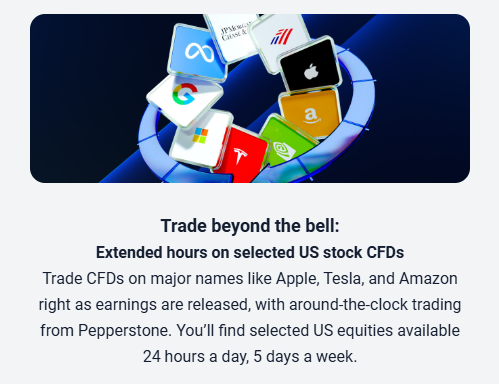 JPMORGAN
CHASE & CO.
a
Trade beyond the bell:
Extended hours on selected US stock CFDs
Trade CFDs on major names like Apple, Tesla, and Amazon
right as earnings are released, with around-the-clock trading
from Pepperstone. You’ll find selected US equities available
24 hours a day, 5 days a week.